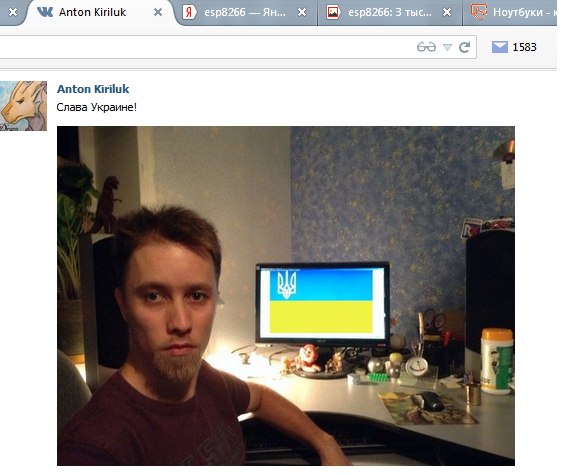 Anton Kiriluk
esp8266 — Ян...
esp8266: 3 тыс...
Ноутбуки - к
1583
Anton Kiriluk
Слава Украине!